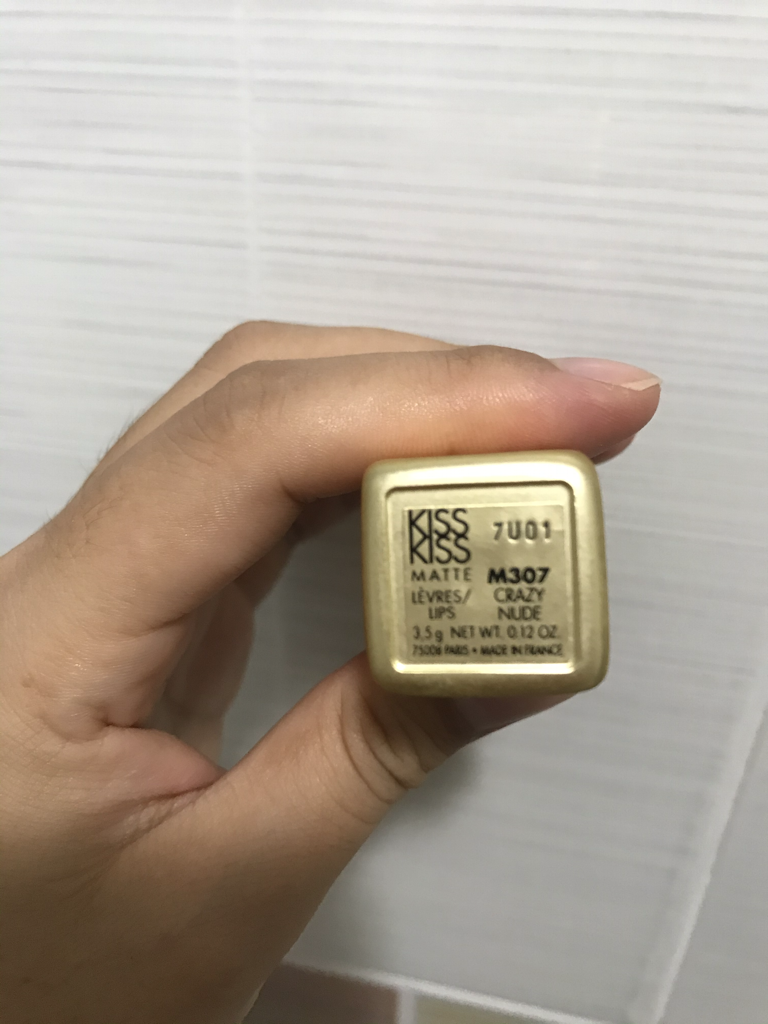 KISS
KISS
7U01
MATTE M307
LÈVRES/ CRAZY
LIPS NUDE
3,5 g NET WT. 0.12 OZ.
75008 PARIS • MADE IN FRANCE